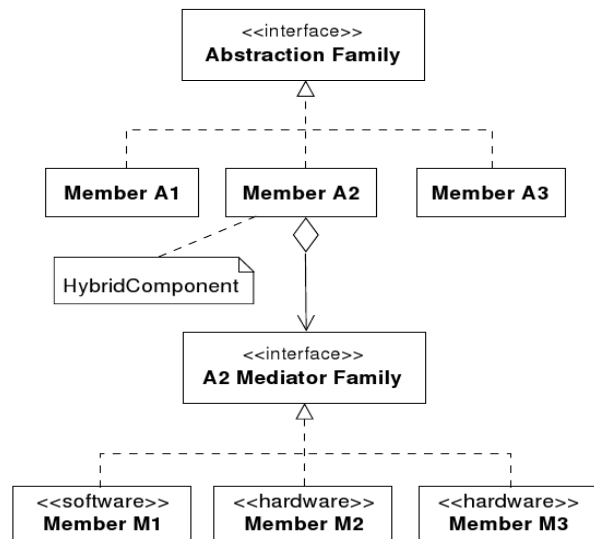 <<interface>>
Abstraction Family
Member A1
Member A2
Member A3
HybridComponent
<<interface>>
A2 Mediator Family
<<software>>
Member M1
<<hardware>>
Member M2
<<hardware>>
Member M3